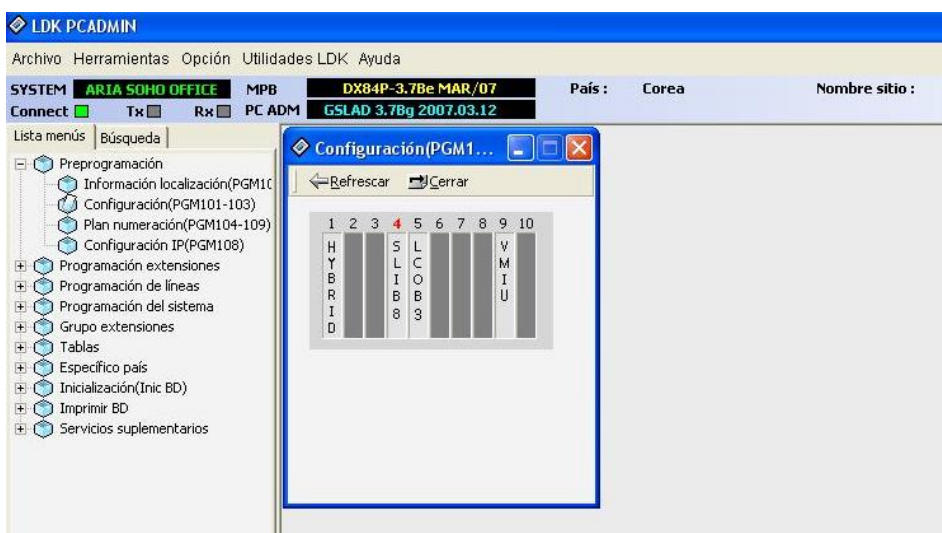 LDK PCADMIN
Archivo Herramientas Opción Utilidades LDK Ayuda
SYSTEM ARIA SOHO OFFICE MPB DX84P-3.7Be MAR/07 País : Corea Nombre sitio :
Connect Tx Rx PC ADM GSLAD 3.7Bg 2007.03.12
Lista menús Búsqueda
Preprogramación
Información localización(PGM10
Configuración(PGM101-103)
Plan numeración(PGM104-109)
Configuración IP(PGM108)
Programación extensiones
Programación de líneas
Programación del sistema
Grupo extensiones
Tablas
Específico país
Inicialización(Inic BD)
Imprimir BD
Servicios suplementarios
Configuración(PGM1...
Refrescar Cerrar
1 2 3 4 5 6 7 8 9 10
HYBRID
SLIB8
LCOB3
VMIU